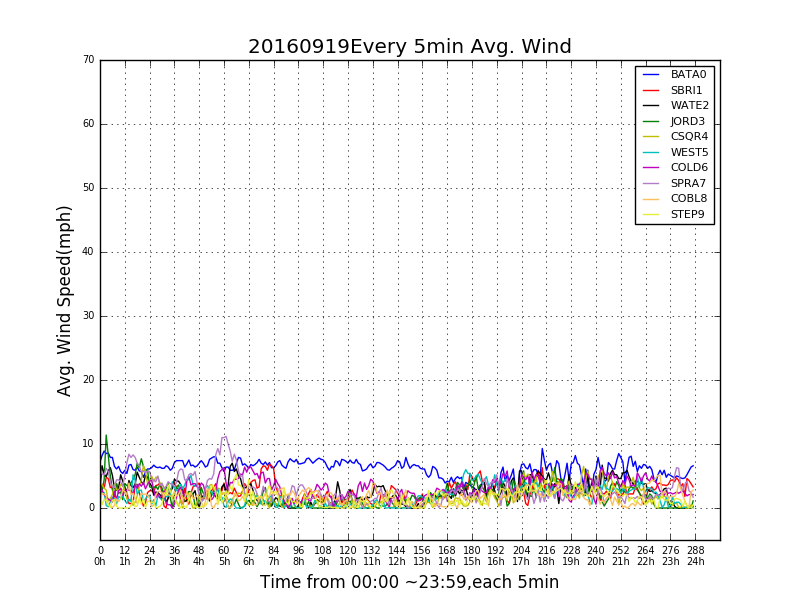 20160919Every 5min Avg. Wind
70
60
50
40
30
20
10
0
Avg. Wind Speed(mph)
BATA0
SBRI1
WATE2
JORD3
CSQR4
WEST5
COLD6
SPRA7
COBL8
STEP9
0 12 24 36 48 60 72 84 96 108 120 132 144 156 168 180 192 204 216 228 240 252 264 276 288
0h 1h 2h 3h 4h 5h 6h 7h 8h 9h 10h 11h 12h 13h 14h 15h 16h 17h 18h 19h 20h 21h 22h 23h 24h
Time from 00:00 ~23:59,each 5min